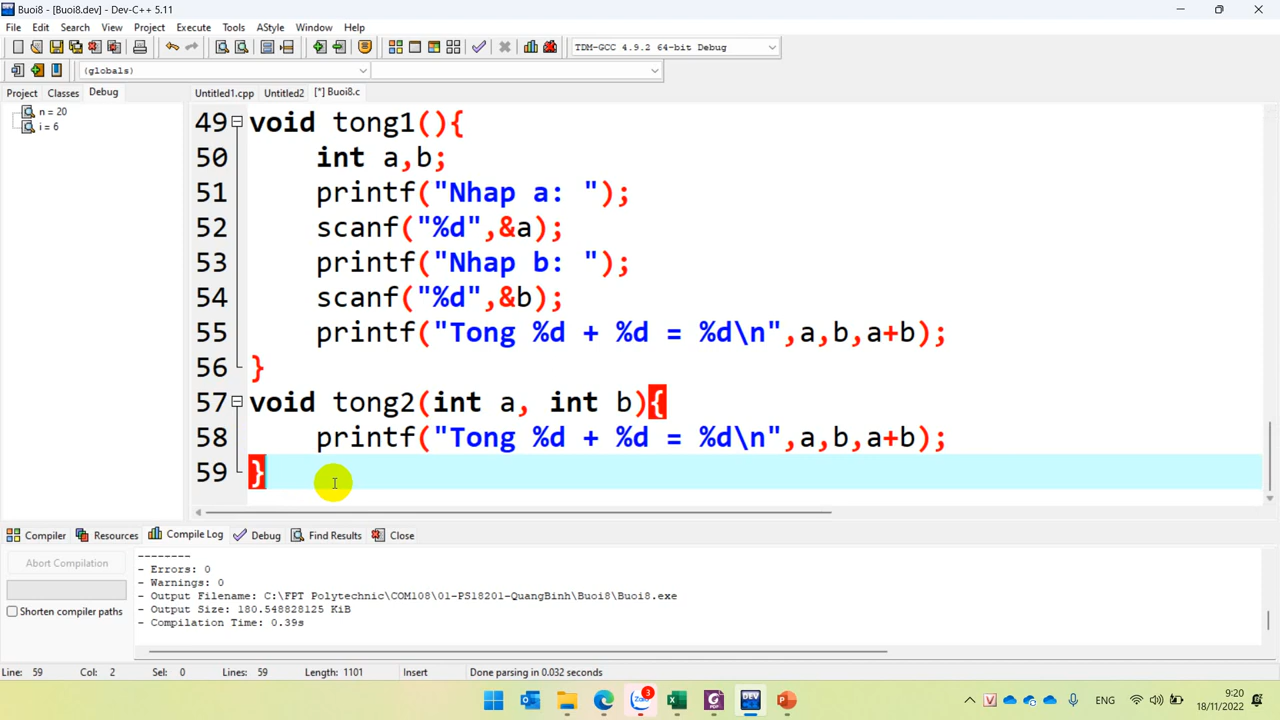 Buoi8 - [Buoi8.dev] - Dev-C++ 5.11
File Edit Search View Project Execute Tools AStyle Window Help
TDM-GCC 4.9.2 64-bit Debug
(globals)
Project Classes Debug
Untitled1.cpp Untitled2 [*] Buoi8.c
n = 20
i = 6
49 void tong1(){
50 int a,b;
51 printf("Nhap a: ");
52 scanf("%d",&a);
53 printf("Nhap b: ");
54 scanf("%d",&b);
55 printf("Tong %d + %d = %d\n",a,b,a+b);
56 }
57 void tong2(int a, int b){
58 printf("Tong %d + %d = %d\n",a,b,a+b);
59 }
Compiler Resources Compile Log Debug Find Results Close
Abort Compilation
Shorten compiler paths
--------
- Errors: 0
- Warnings: 0
- Output Filename: C:\FPT Polytechnic\COM108\01-PS18201-QuangBinh\Buoi8\Buoi8.exe
- Output Size: 180.548828125 KiB
- Compilation Time: 0.39s
Line: 59 Col: 2 Sel: 0 Lines: 59 Length: 1101 Insert Done parsing in 0.032 seconds
Zalo 3
DEV
ENG
9:20
18/11/2022